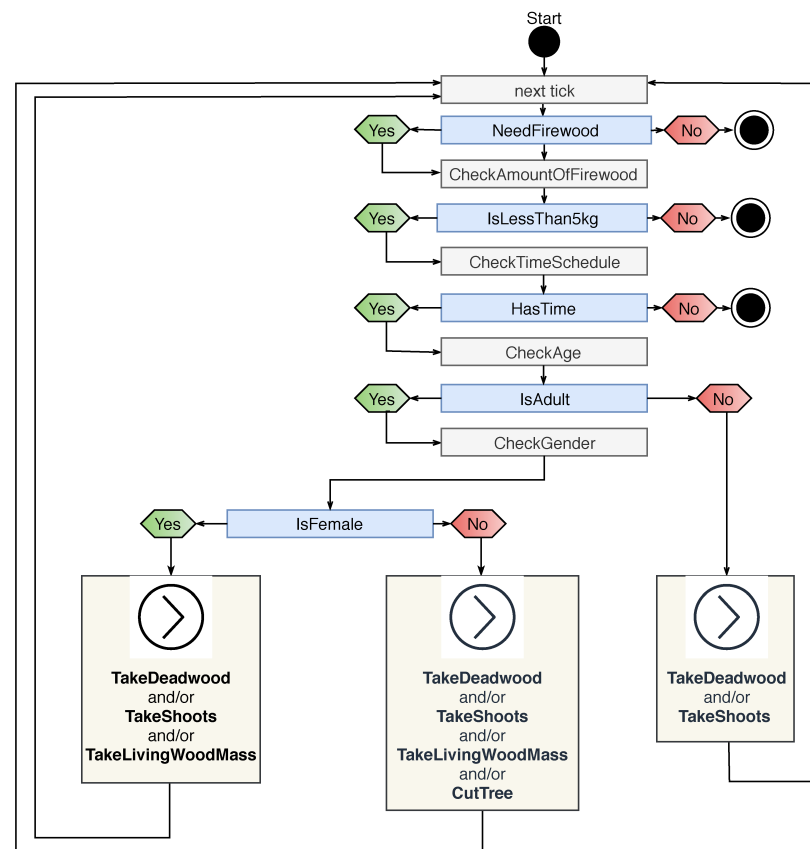 Start
next tick
Yes
NeedFirewood
No
CheckAmountOfFirewood
Yes
IsLessThan5kg
No
CheckTimeSchedule
Yes
HasTime
No
CheckAge
Yes
IsAdult
No
CheckGender
Yes
IsFemale
No
TakeDeadwood
and/or
TakeShoots
and/or
TakeLivingWoodMass
TakeDeadwood
and/or
TakeShoots
and/or
TakeLivingWoodMass
and/or
CutTree
TakeDeadwood
and/or
TakeShoots